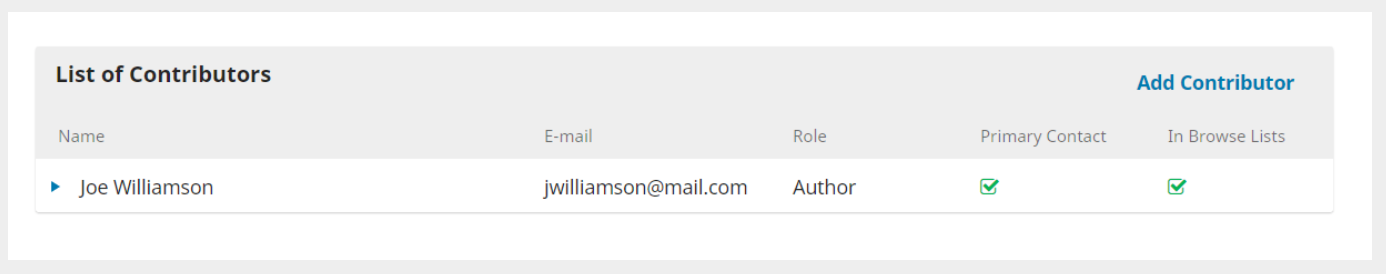 List of Contributors
Add Contributor
Name E-mail Role Primary Contact In Browse Lists
Joe Williamson jwilliamson@mail.com Author